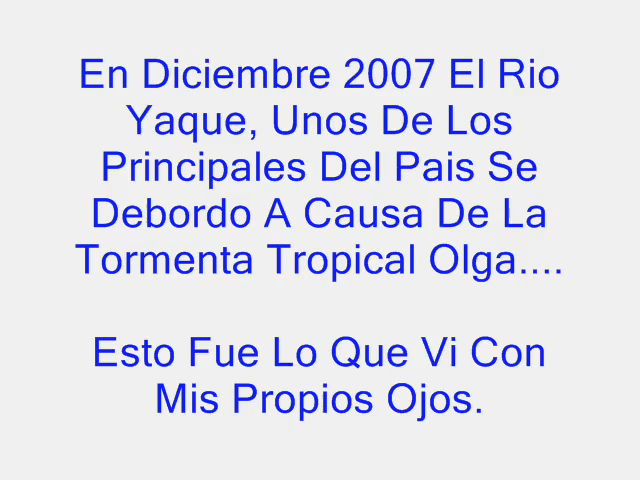 En Diciembre 2007 El Rio
Yaque, Unos De Los
Principales Del Pais Se
Debordo A Causa De La
Tormenta Tropical Olga....
Esto Fue Lo Que Vi Con
Mis Propios Ojos.